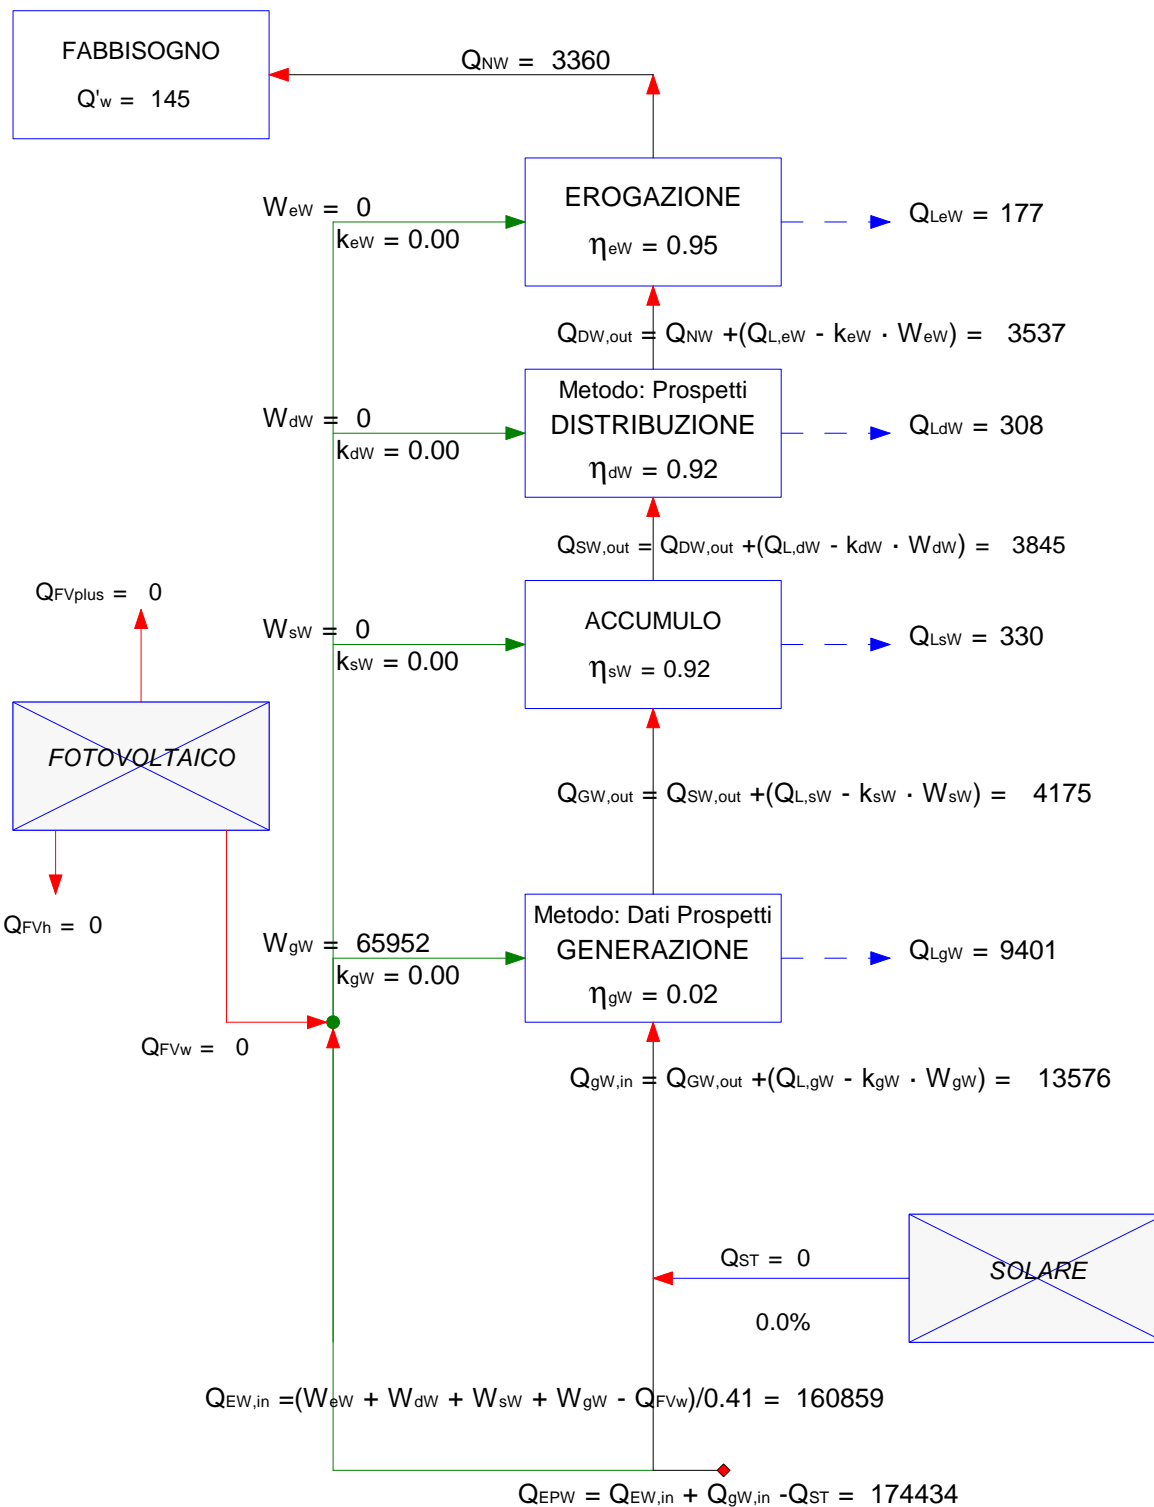 FABBISOGNO
Q'w = 145
QNW = 3360
EROGAZIONE
ηeW = 0.95
WeW = 0
keW = 0.00
QLeW = 177
QDW,out = QNW +(QL,eW - keW · WeW) = 3537
Metodo: Prospetti
DISTRIBUZIONE
ηdW = 0.92
WdW = 0
kdW = 0.00
QLdW = 308
QSW,out = QDW,out +(QL,dW - kdW · WdW) = 3845
QFVplus = 0
ACCUMULO
ηsW = 0.92
WsW = 0
ksW = 0.00
QLsW = 330
FOTOVOLTAICO
QGW,out = QSW,out +(QL,sW - ksW · WsW) = 4175
QFVh = 0
Metodo: Dati Prospetti
GENERAZIONE
ηgW = 0.02
WgW = 65952
kgW = 0.00
QLgW = 9401
QFVw = 0
QgW,in = QGW,out +(QL,gW - kgW · WgW) = 13576
QST = 0
0.0%
SOLARE
QEW,in =(WeW + WdW + WsW + WgW - QFVw)/0.41 = 160859
QEPW = QEW,in + QgW,in -QST = 174434